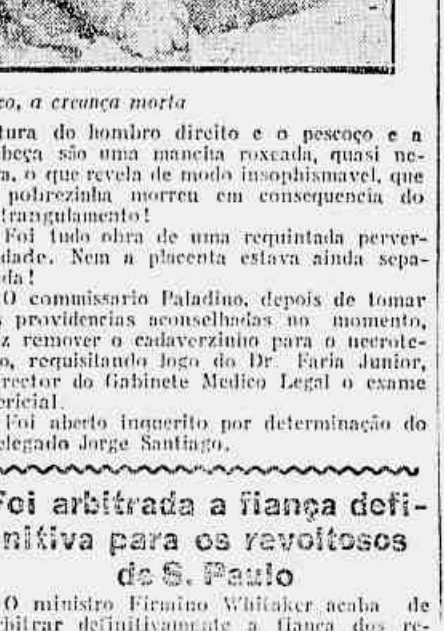 co, a creança morta
tura do hombro direito e o pescoço e a
beça são uma mancha roxeada, quasi ne-
ra, o que revela de modo insophismavel, que
pobrezinha morreu em consequencia do
trangulamento!
Foi tudo obra de uma requintada perver-
dade. Nem a placenta estava ainda sepa-
da!
O commissario Paladino, depois de tomar
s providencias aconselhadas no momento,
z remover o cadaverzinho para o necrote-
o, requisitando logo do Dr. Faria Junior,
rector do Gabinete Medico Legal o exame
ericial.
Foi aberto inquerito por determinação do
elegado Jorge Santiago.
Foi arbitrada a fiança defi-
nitiva para os revoltosos
de S. Paulo
O ministro Firmino Whitaker acaba de
rbitrar definitivamente a fiança dos re-